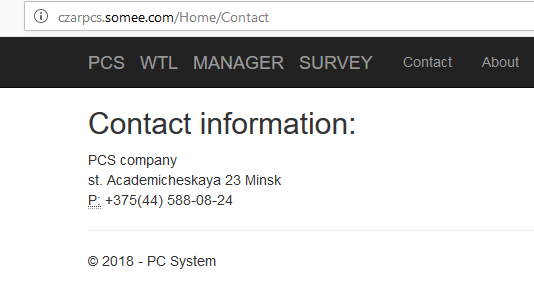 czarpcs.somee.com/Home/Contact
PCS WTL MANAGER SURVEY Contact About
Contact information:
PCS company
st. Academicheskaya 23 Minsk
P: +375(44) 588-08-24
© 2018 - PC System